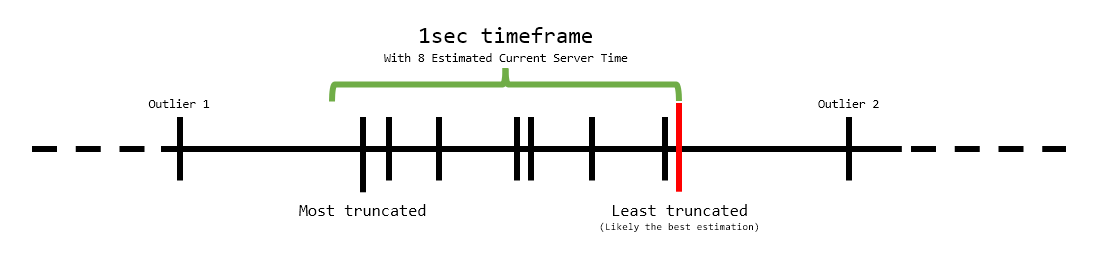 1sec timeframe
With 8 Estimated Current Server Time
Outlier 1
Outlier 2
Most truncated
Least truncated
(Likely the best estimation)